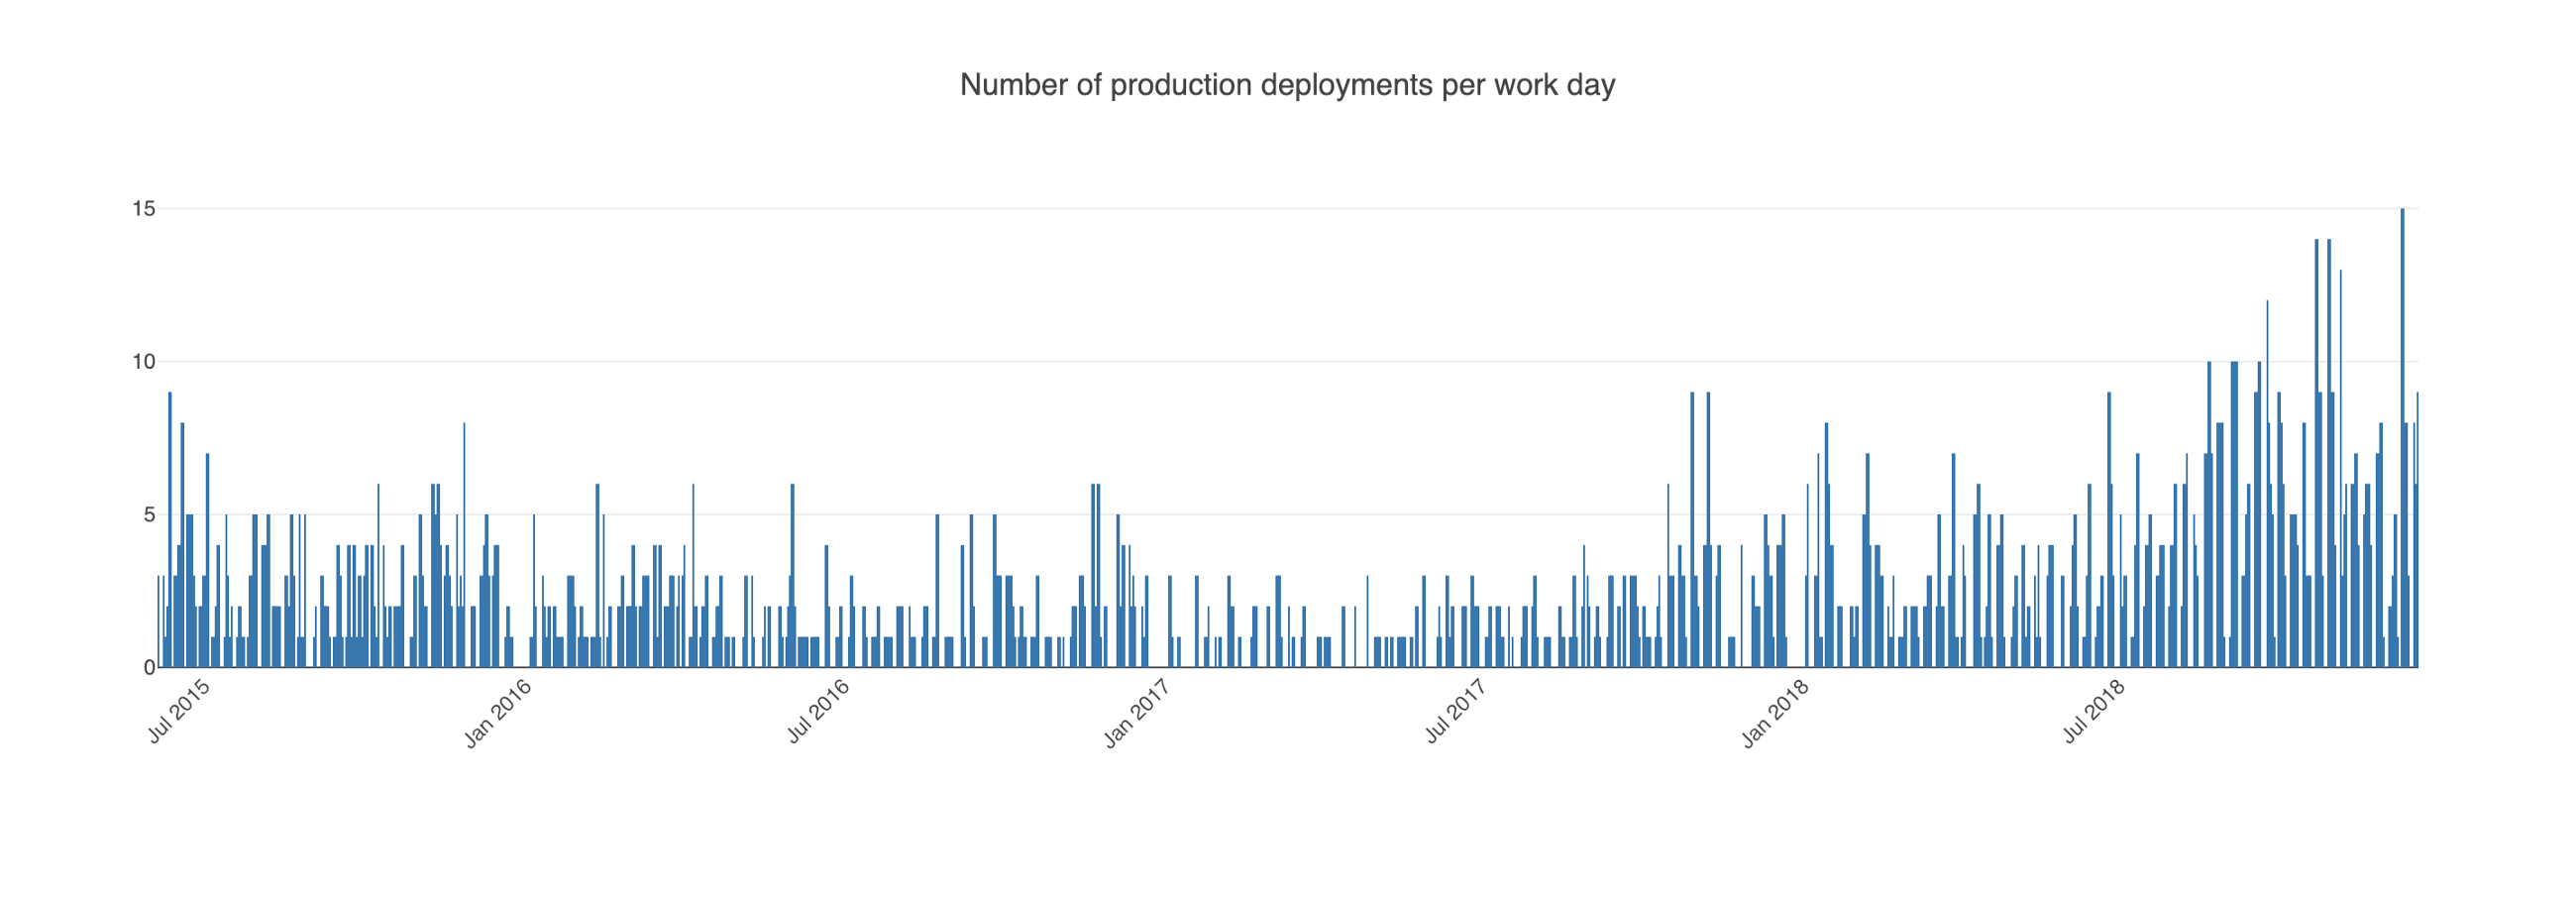 Number of production deployments per work day
15
10
5
0
Jul 2015
Jan 2016
Jul 2016
Jan 2017
Jul 2017
Jan 2018
Jul 2018